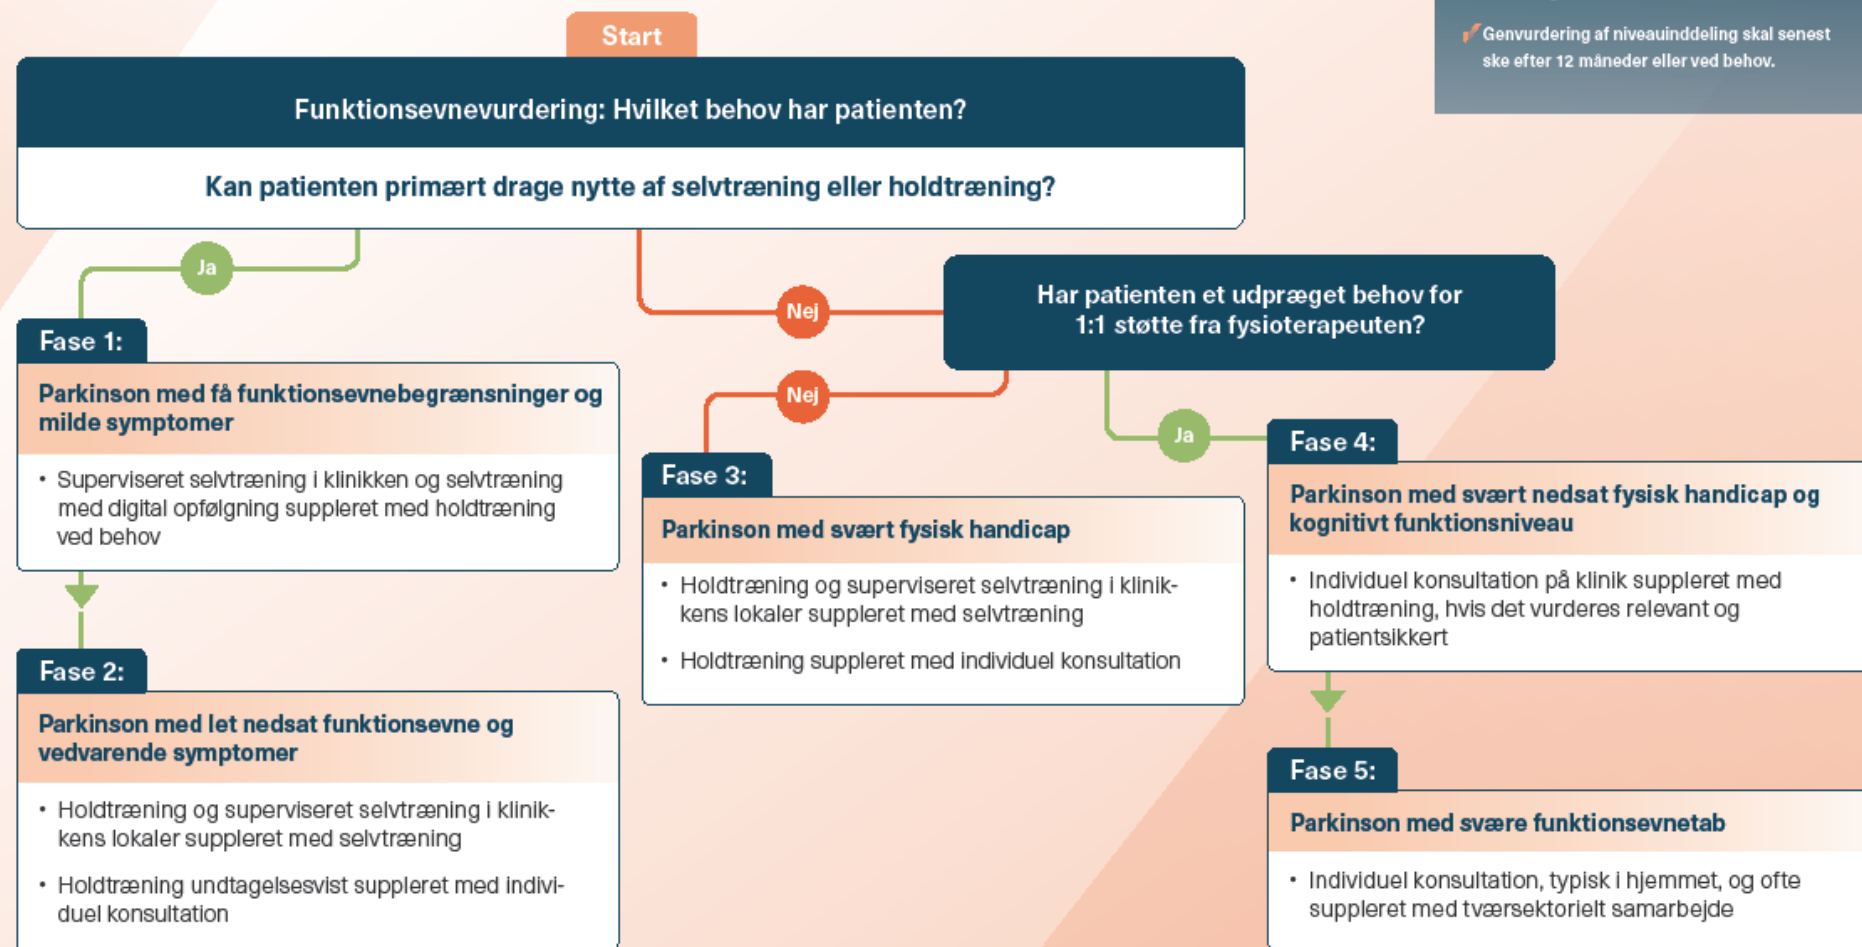 Start
Genvurdering af niveauinddeling skal senest
ske efter 12 måneder eller ved behov.
Funktionsevnevurdering: Hvilket behov har patienten?
Kan patienten primært drage nytte af selvtræning eller holdtræning?
Ja
Nej
Har patienten et udpræget behov for
1:1 støtte fra fysioterapeuten?
Nej
Ja
Fase 1:
Parkinson med få funktionsevnebegrænsninger og
milde symptomer
• Superviseret selvtræning i klinikken og selvtræning
med digital opfølgning suppleret med holdtræning
ved behov
Fase 2:
Parkinson med let nedsat funktionsevne og
vedvarende symptomer
• Holdtræning og superviseret selvtræning i klinik-
kens lokaler suppleret med selvtræning
• Holdtræning undtagelsesvist suppleret med indivi-
duel konsultation
Fase 3:
Parkinson med svært fysisk handicap
• Holdtræning og superviseret selvtræning i klinik-
kens lokaler suppleret med selvtræning
• Holdtræning suppleret med individuel konsultation
Fase 4:
Parkinson med svært nedsat fysisk handicap og
kognitivt funktionsniveau
• Individuel konsultation på klinik suppleret med
holdtræning, hvis det vurderes relevant og
patientsikkert
Fase 5:
Parkinson med svære funktionsevnetab
• Individuel konsultation, typisk i hjemmet, og ofte
suppleret med tværsektorielt samarbejde